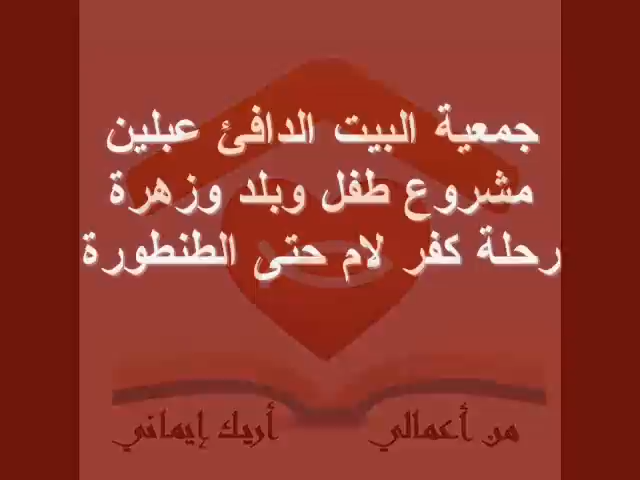 جمعية البيت الدافئ عبلين
مشروع طفل وبلد وزهرة
رحلة كفر لام حتى الطنطورة
من أعمالي أريك إيماني